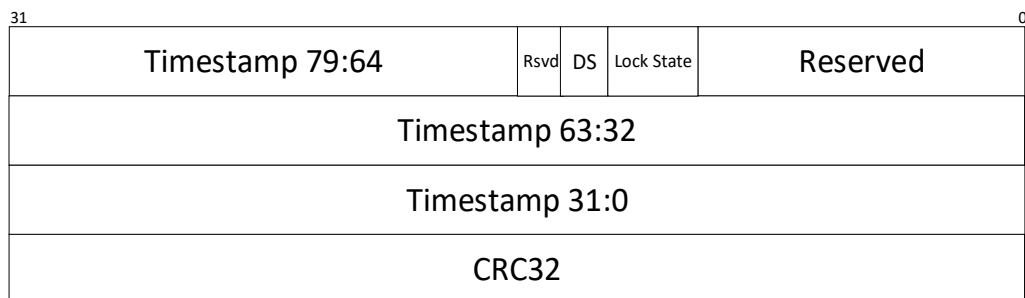 31 0
Timestamp 79:64 Rsvd DS Lock State Reserved
Timestamp 63:32
Timestamp 31:0
CRC32